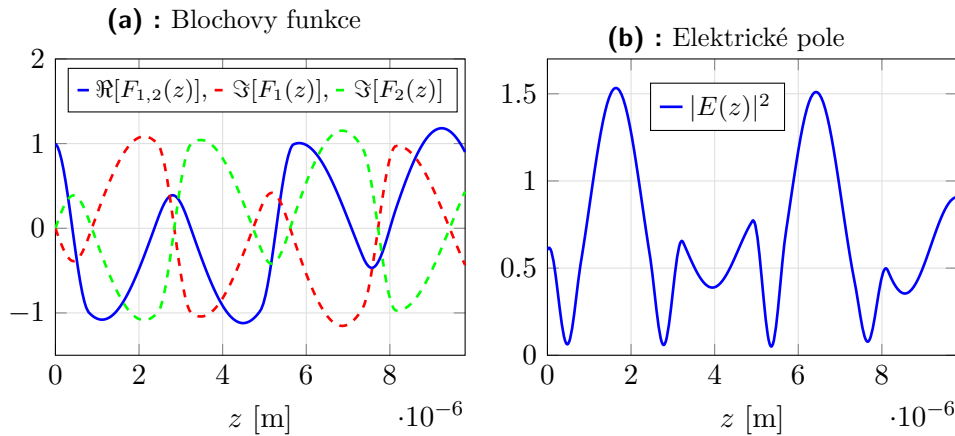 (a) : Blochovy funkce
ℜ[F₁,₂(z)], ℑ[F₁(z)], ℑ[F₂(z)]
2
1
0
−1
0 2 4 6 8
·10⁻⁶
z [m]
(b) : Elektrické pole
|E(z)|²
1.5
1
0.5
0
0 2 4 6 8
·10⁻⁶
z [m]